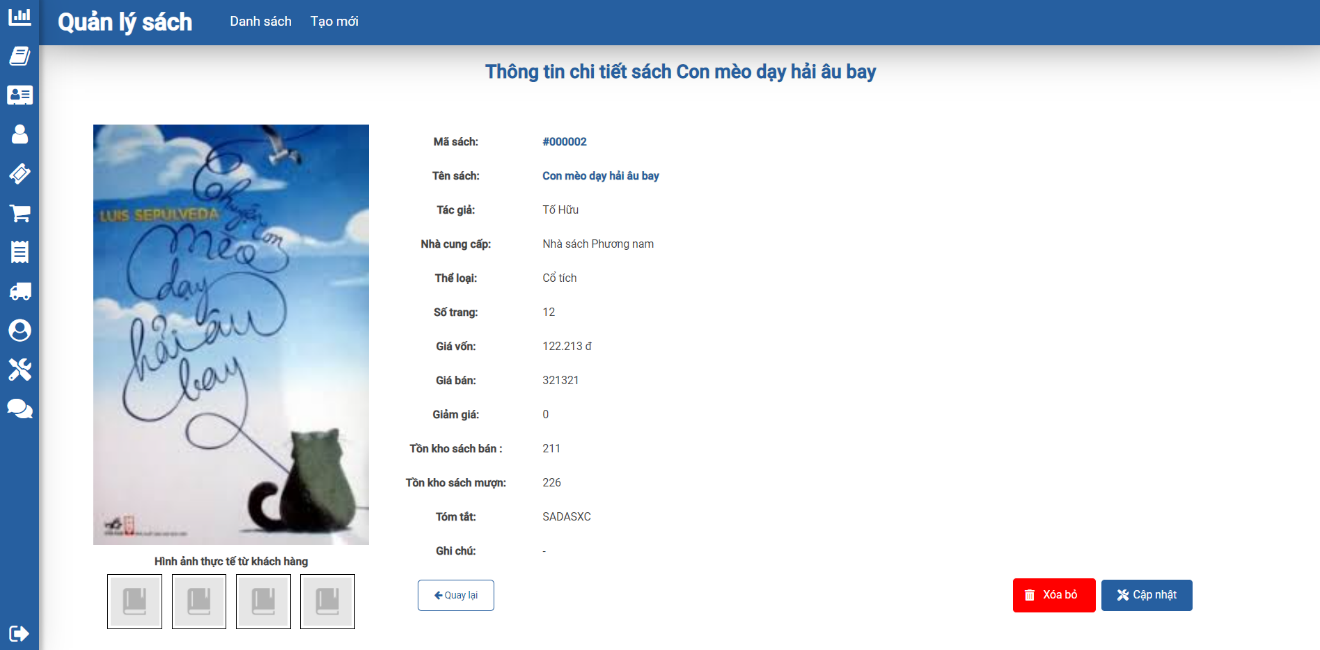 Quản lý sách
Danh sách
Tạo mới
Thông tin chi tiết sách Con mèo dạy hải âu bay
LUIS SEPÚLVEDA
Chuyện con
mèo
dạy
hải âu
bay
Hình ảnh thực tế từ khách hàng
Mã sách: #000002
Tên sách: Con mèo dạy hải âu bay
Tác giả: Tố Hữu
Nhà cung cấp: Nhà sách Phương nam
Thể loại: Cổ tích
Số trang: 12
Giá vốn: 122.213 đ
Giá bán: 321321
Giảm giá: 0
Tồn kho sách bán : 211
Tồn kho sách mượn: 226
Tóm tắt: SADASXC
Ghi chú: -
Quay lại
Xóa bỏ
Cập nhật